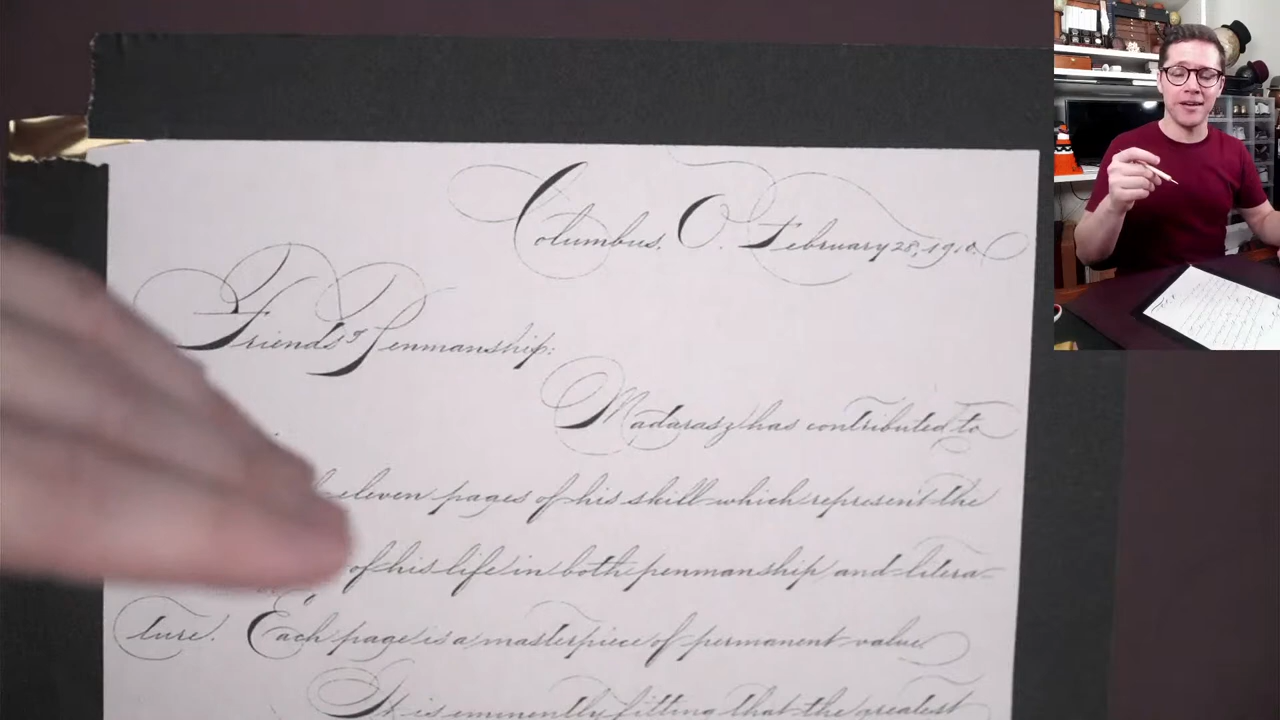 Columbus, O. February 28, 1910.
Friends of Penmanship:
Madarasz has contributed to
eleven pages of his skill which represent the
of his life in both penmanship and litera-
ture. Each page is a masterpiece of permanent value
It is eminently fitting that the greatest